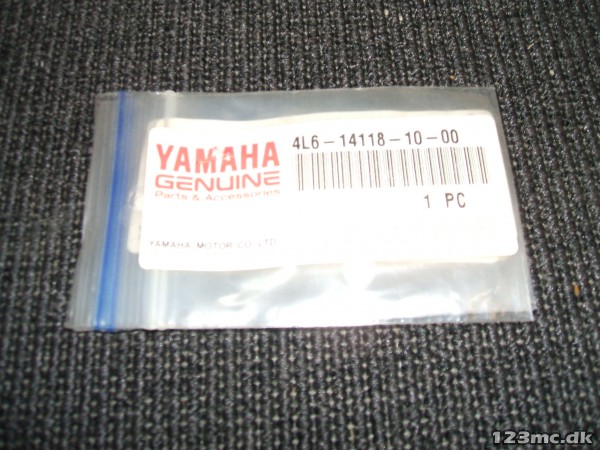 4L6-14118-10-00
YAMAHA
GENUINE
Parts & Accessories
1 PC
YAMAHA MOTOR CO.,LTD.
123mc.dk